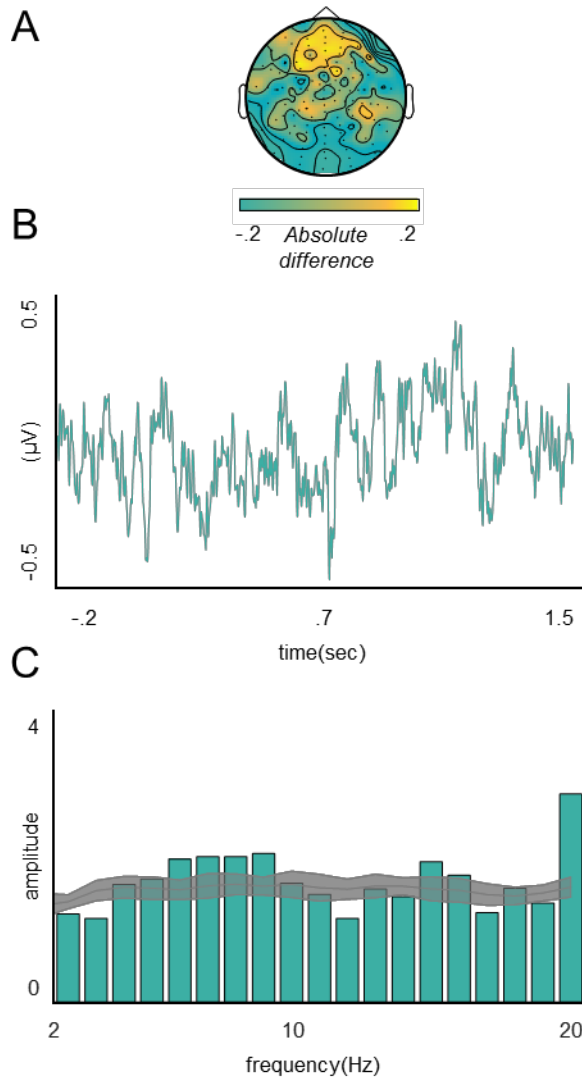 A
-.2 Absolute .2
difference
B
0.5
(µV)
-0.5
-.2 .7 1.5
time(sec)
C
4
amplitude
0
2 10 20
frequency(Hz)